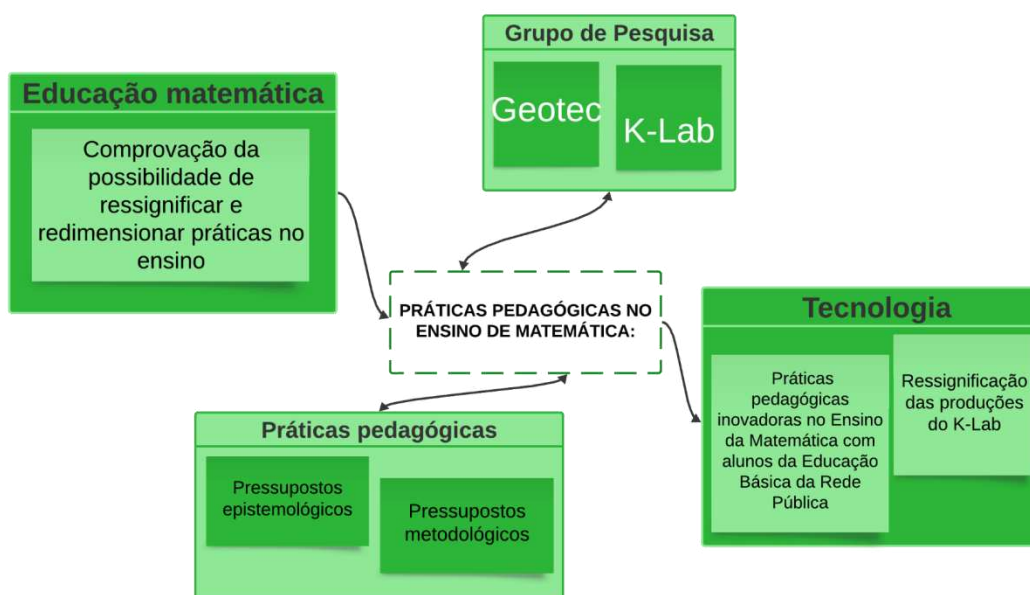 Grupo de Pesquisa
Geotec
K-Lab
Educação matemática
Comprovação da
possibilidade de
ressignificar e
redimensionar práticas no
ensino
PRÁTICAS PEDAGÓGICAS NO
ENSINO DE MATEMÁTICA:
Tecnologia
Práticas
pedagógicas
inovadoras no Ensino
da Matemática com
alunos da Educação
Básica da Rede
Pública
Ressignificação
das produções
do K-Lab
Práticas pedagógicas
Pressupostos
epistemológicos
Pressupostos
metodológicos